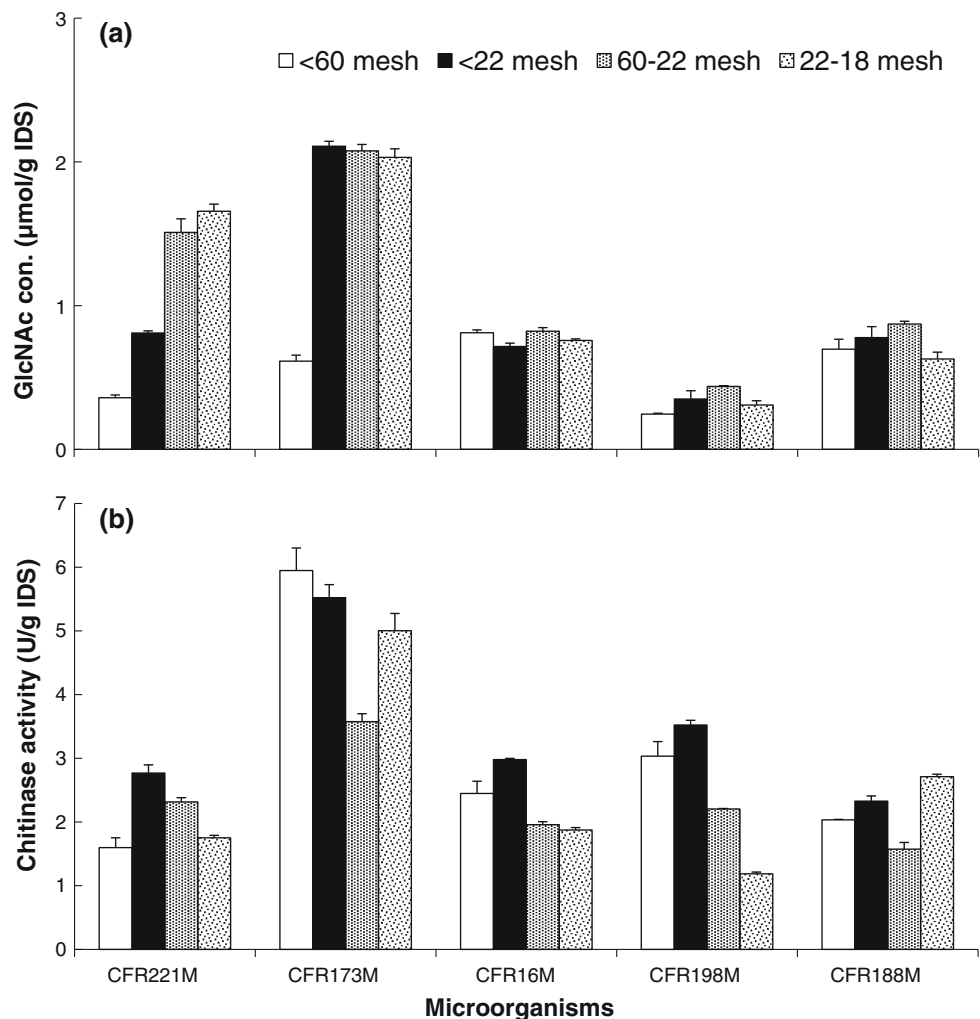 (a)
<60 mesh <22 mesh 60-22 mesh 22-18 mesh
GlcNAc con. (µmol/g IDS)
3
2
1
0
(b)
Chitinase activity (U/g IDS)
7
6
5
4
3
2
1
0
CFR221M CFR173M CFR16M CFR198M CFR188M
Microorganisms